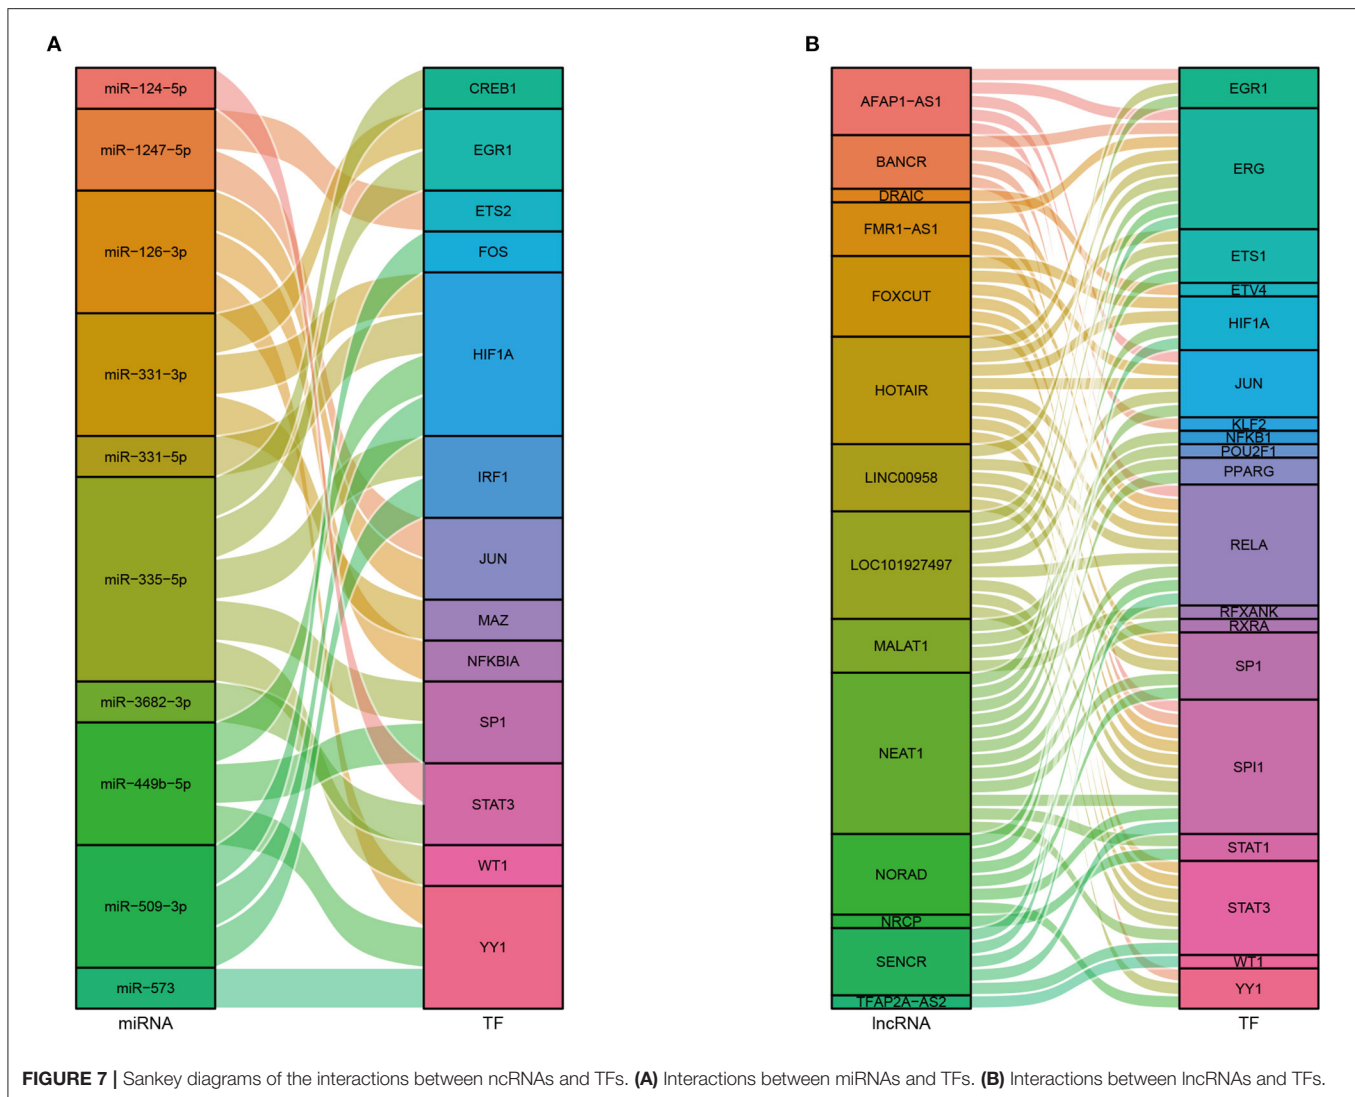 A
miR−124−5p
miR−1247−5p
miR−126−3p
miR−331−3p
miR−331−5p
miR−335−5p
miR−3682−3p
miR−449b−5p
miR−509−3p
miR−573
miRNA
CREB1
EGR1
ETS2
FOS
HIF1A
IRF1
JUN
MAZ
NFKBIA
SP1
STAT3
WT1
YY1
TF
B
AFAP1−AS1
BANCR
DRAIC
FMR1−AS1
FOXCUT
HOTAIR
LINC00958
LOC101927497
MALAT1
NEAT1
NORAD
NRCP
SENCR
TFAP2A−AS2
lncRNA
EGR1
ERG
ETS1
ETV4
HIF1A
JUN
KLF2
NFKB1
POU2F1
PPARG
RELA
RFXANK
RXRA
SP1
SPI1
STAT1
STAT3
WT1
YY1
TF
FIGURE 7 | Sankey diagrams of the interactions between ncRNAs and TFs. (A) Interactions between miRNAs and TFs. (B) Interactions between lncRNAs and TFs.